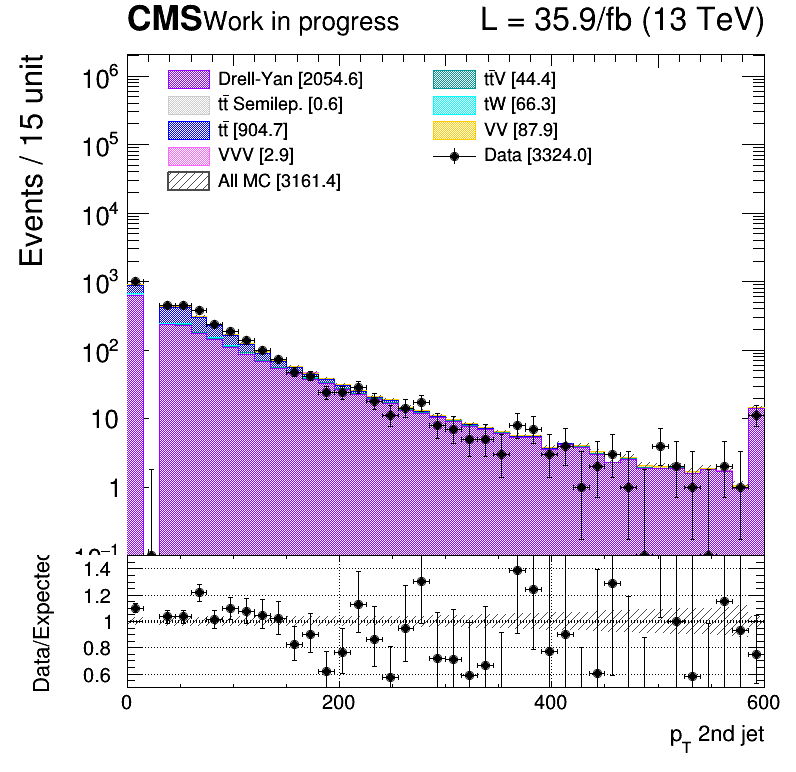 CMS Work in progress L = 35.9/fb (13 TeV)
Events / 15 unit
10⁶
10⁵
10⁴
10³
10²
10
1
10⁻¹
Drell-Yan [2054.6]
tt̄ Semilep. [0.6]
tt̄ [904.7]
VVV [2.9]
All MC [3161.4]
tt̄V [44.4]
tW [66.3]
VV [87.9]
Data [3324.0]
Data/Expected
1.4
1.2
1
0.8
0.6
0 200 400 600
p_T 2nd jet